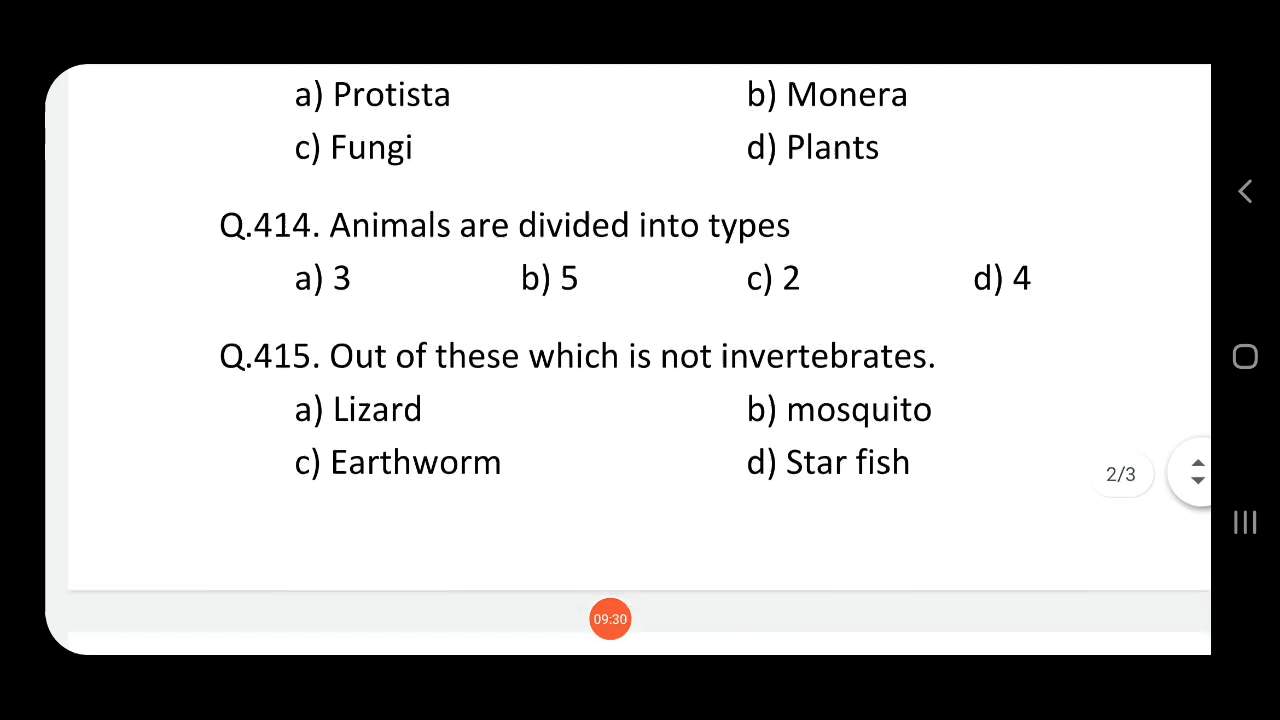 a) Protista b) Monera
c) Fungi d) Plants
Q.414. Animals are divided into types
a) 3 b) 5 c) 2 d) 4
Q.415. Out of these which is not invertebrates.
a) Lizard b) mosquito
c) Earthworm d) Star fish
2/3
09:30